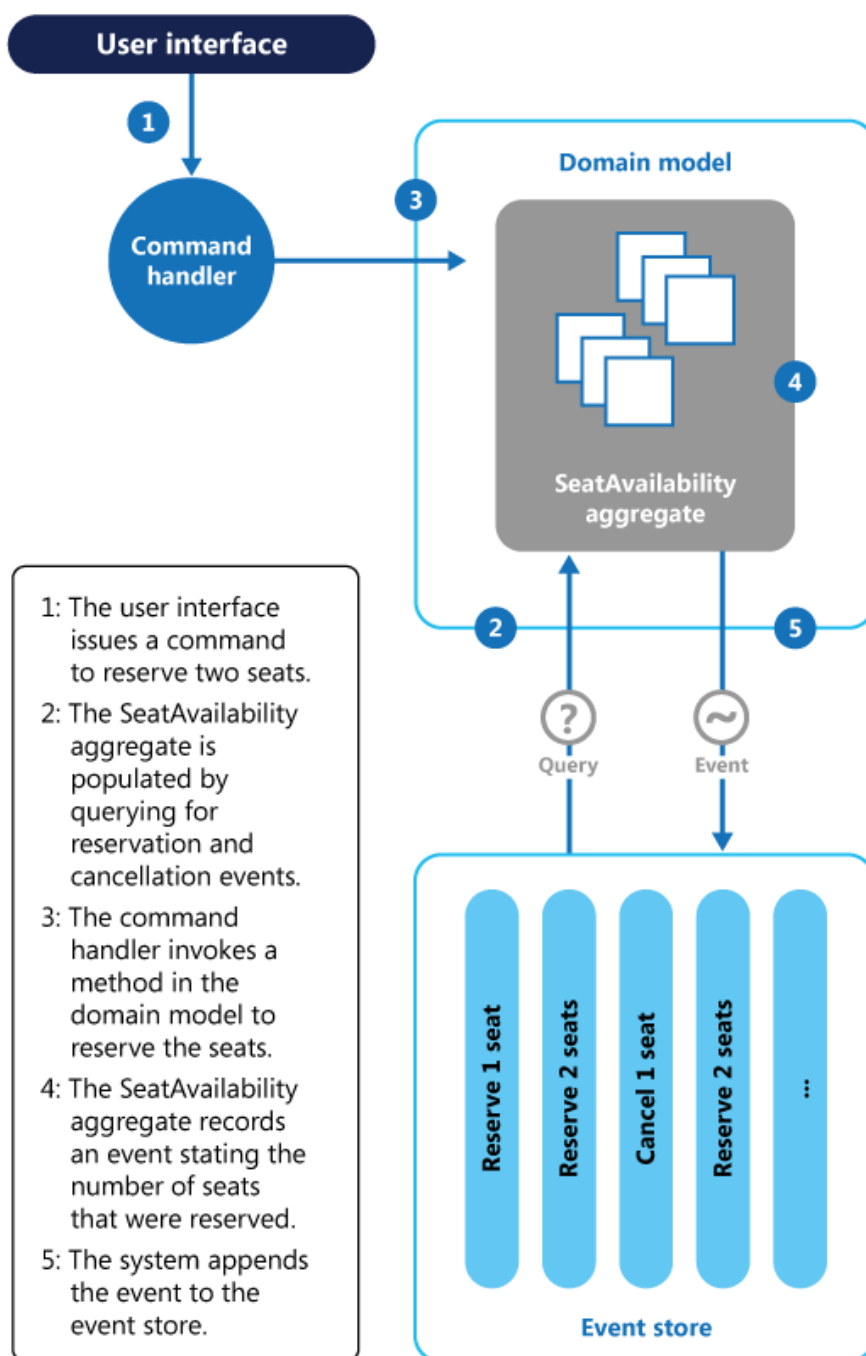 User interface
1
Domain model
3
Command
handler
4
SeatAvailability
aggregate
1: The user interface
issues a command
to reserve two seats.
2: The SeatAvailability
aggregate is
populated by
querying for
reservation and
cancellation events.
3: The command
handler invokes a
method in the
domain model to
reserve the seats.
4: The SeatAvailability
aggregate records
an event stating the
number of seats
that were reserved.
5: The system appends
the event to the
event store.
2
5
?
~
Query
Event
Reserve 1 seat
Reserve 2 seats
Cancel 1 seat
Reserve 2 seats
...
Event store